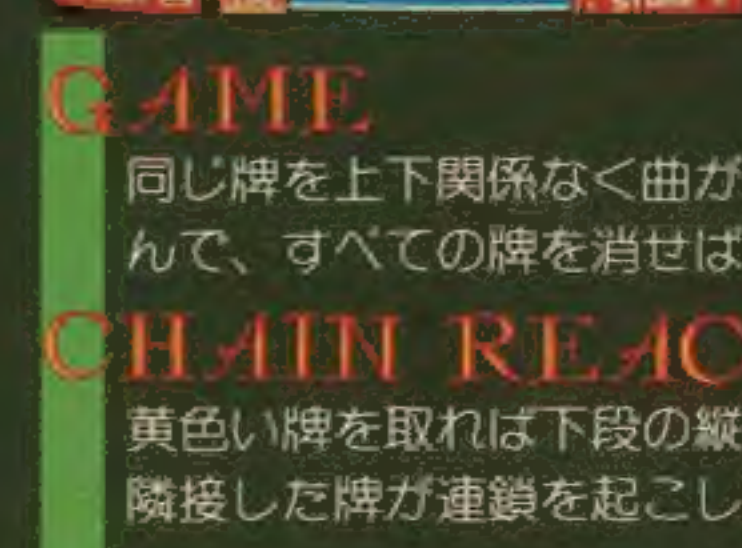 GAME
同じ牌を上下関係なく曲が
んで、すべての牌を消せば
CHAIN REAC
黄色い牌を取れば下段の縦
隣接した牌が連鎖を起こし